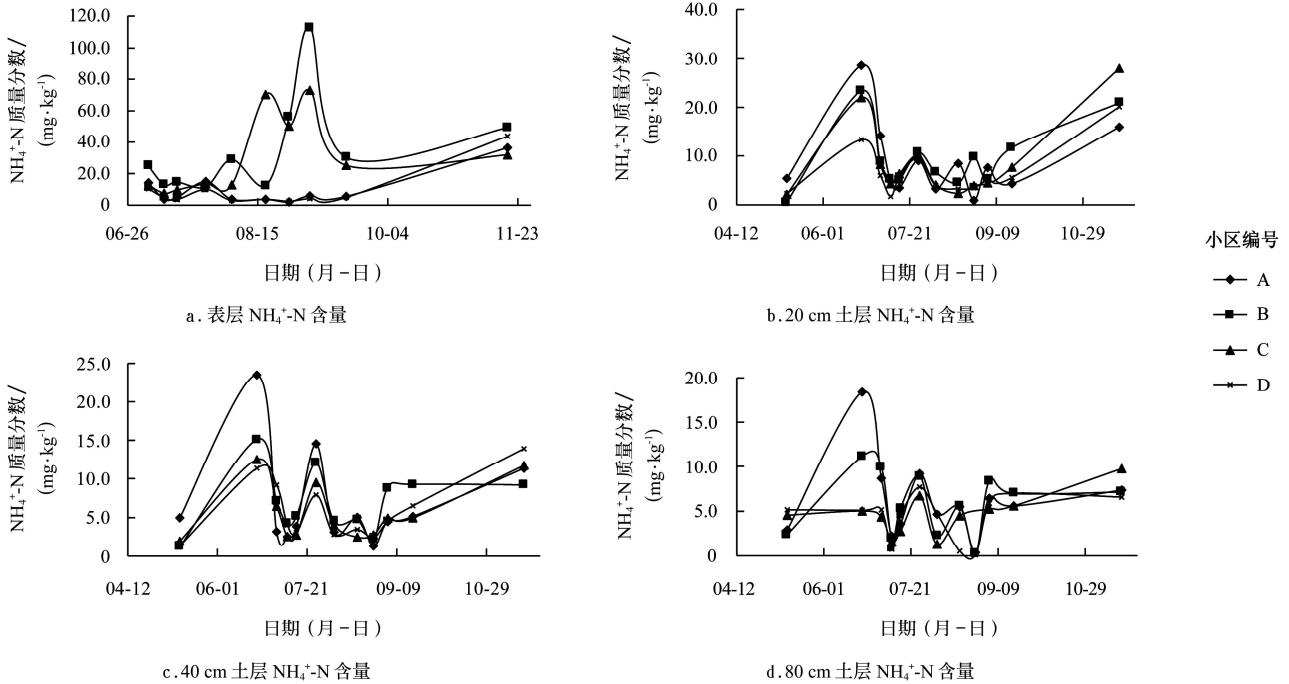 NH₄⁺-N 质量分数/
(mg·kg⁻¹)
120.0
100.0
80.0
60.0
40.0
20.0
0
06-26 08-15 10-04 11-23
日期 (月-日)
a. 表层 NH₄⁺-N 含量
NH₄⁺-N 质量分数/
(mg·kg⁻¹)
40.0
30.0
20.0
10.0
0
04-12 06-01 07-21 09-09 10-29
日期 (月-日)
b.20 cm 土层 NH₄⁺-N 含量
NH₄⁺-N 质量分数/
(mg·kg⁻¹)
25.0
20.0
15.0
10.0
5.0
0
04-12 06-01 07-21 09-09 10-29
日期 (月-日)
c.40 cm 土层 NH₄⁺-N 含量
NH₄⁺-N 质量分数/
(mg·kg⁻¹)
20.0
15.0
10.0
5.0
0
04-12 06-01 07-21 09-09 10-29
日期 (月-日)
d.80 cm 土层 NH₄⁺-N 含量
小区编号
A
B
C
D